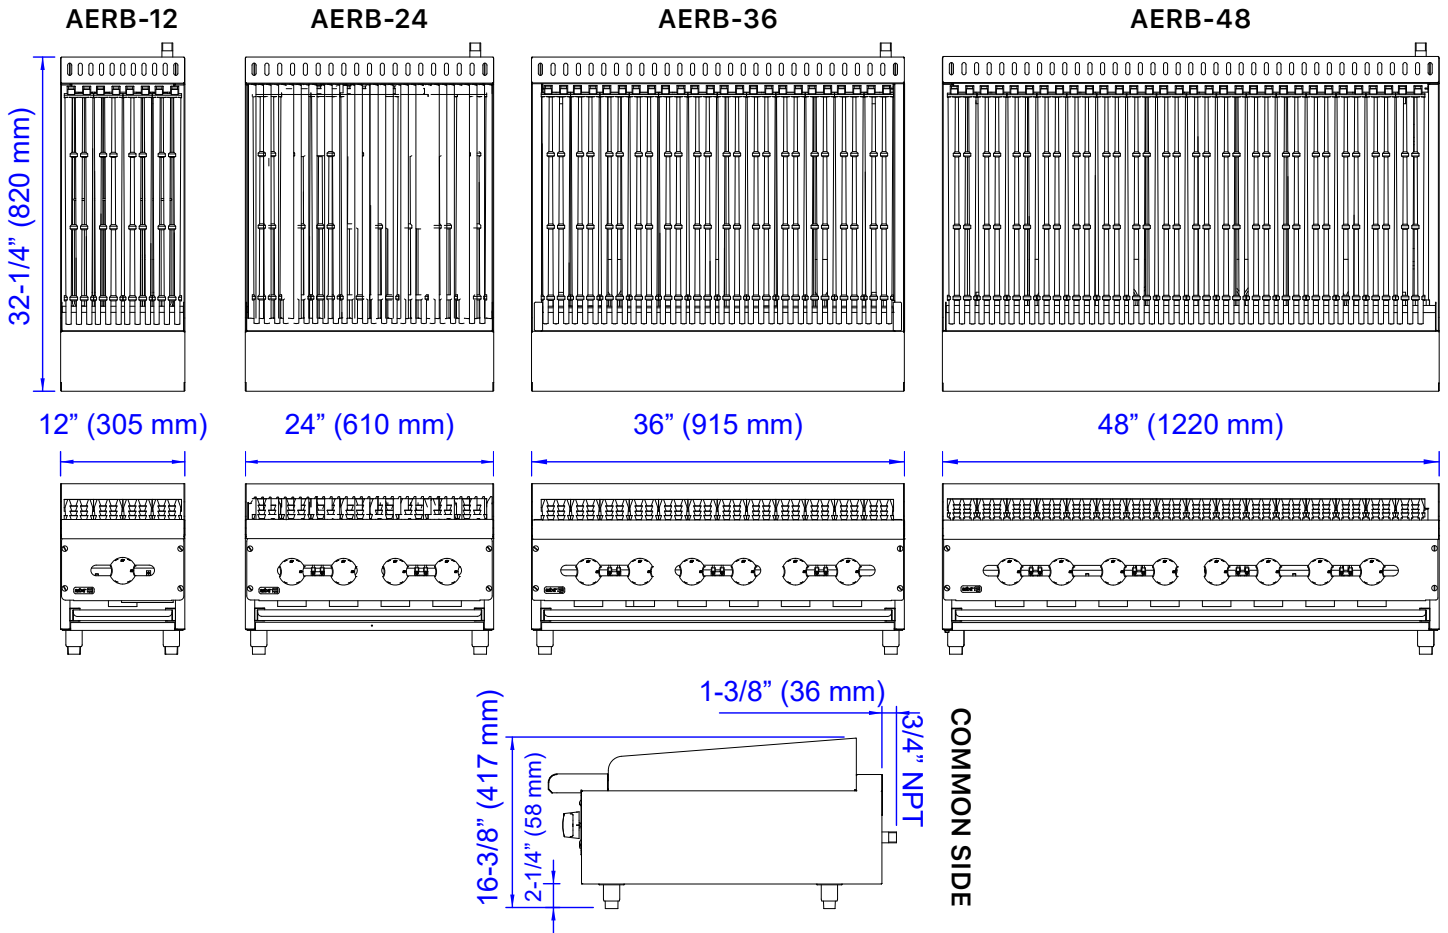 AERB-12
AERB-24
AERB-36
AERB-48
32-1/4” (820 mm)
12” (305 mm)
24” (610 mm)
36” (915 mm)
48” (1220 mm)
1-3/8” (36 mm)
3/4” NPT
16-3/8” (417 mm)
2-1/4” (58 mm)
COMMON SIDE